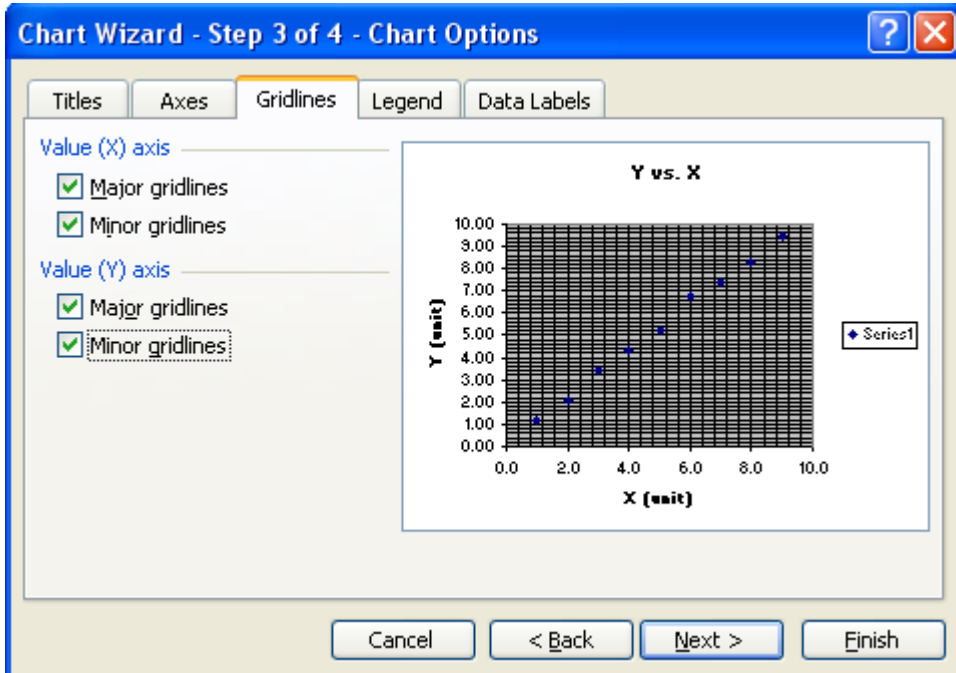 Chart Wizard - Step 3 of 4 - Chart Options
?
Titles Axes Gridlines Legend Data Labels
Value (X) axis
Major gridlines
Minor gridlines
Value (Y) axis
Major gridlines
Minor gridlines
Y vs. X
10.00
9.00
8.00
7.00
6.00
5.00
4.00
3.00
2.00
1.00
0.00
Y (unit)
0.0 2.0 4.0 6.0 8.0 10.0
X (unit)
Series1
Cancel < Back Next > Finish